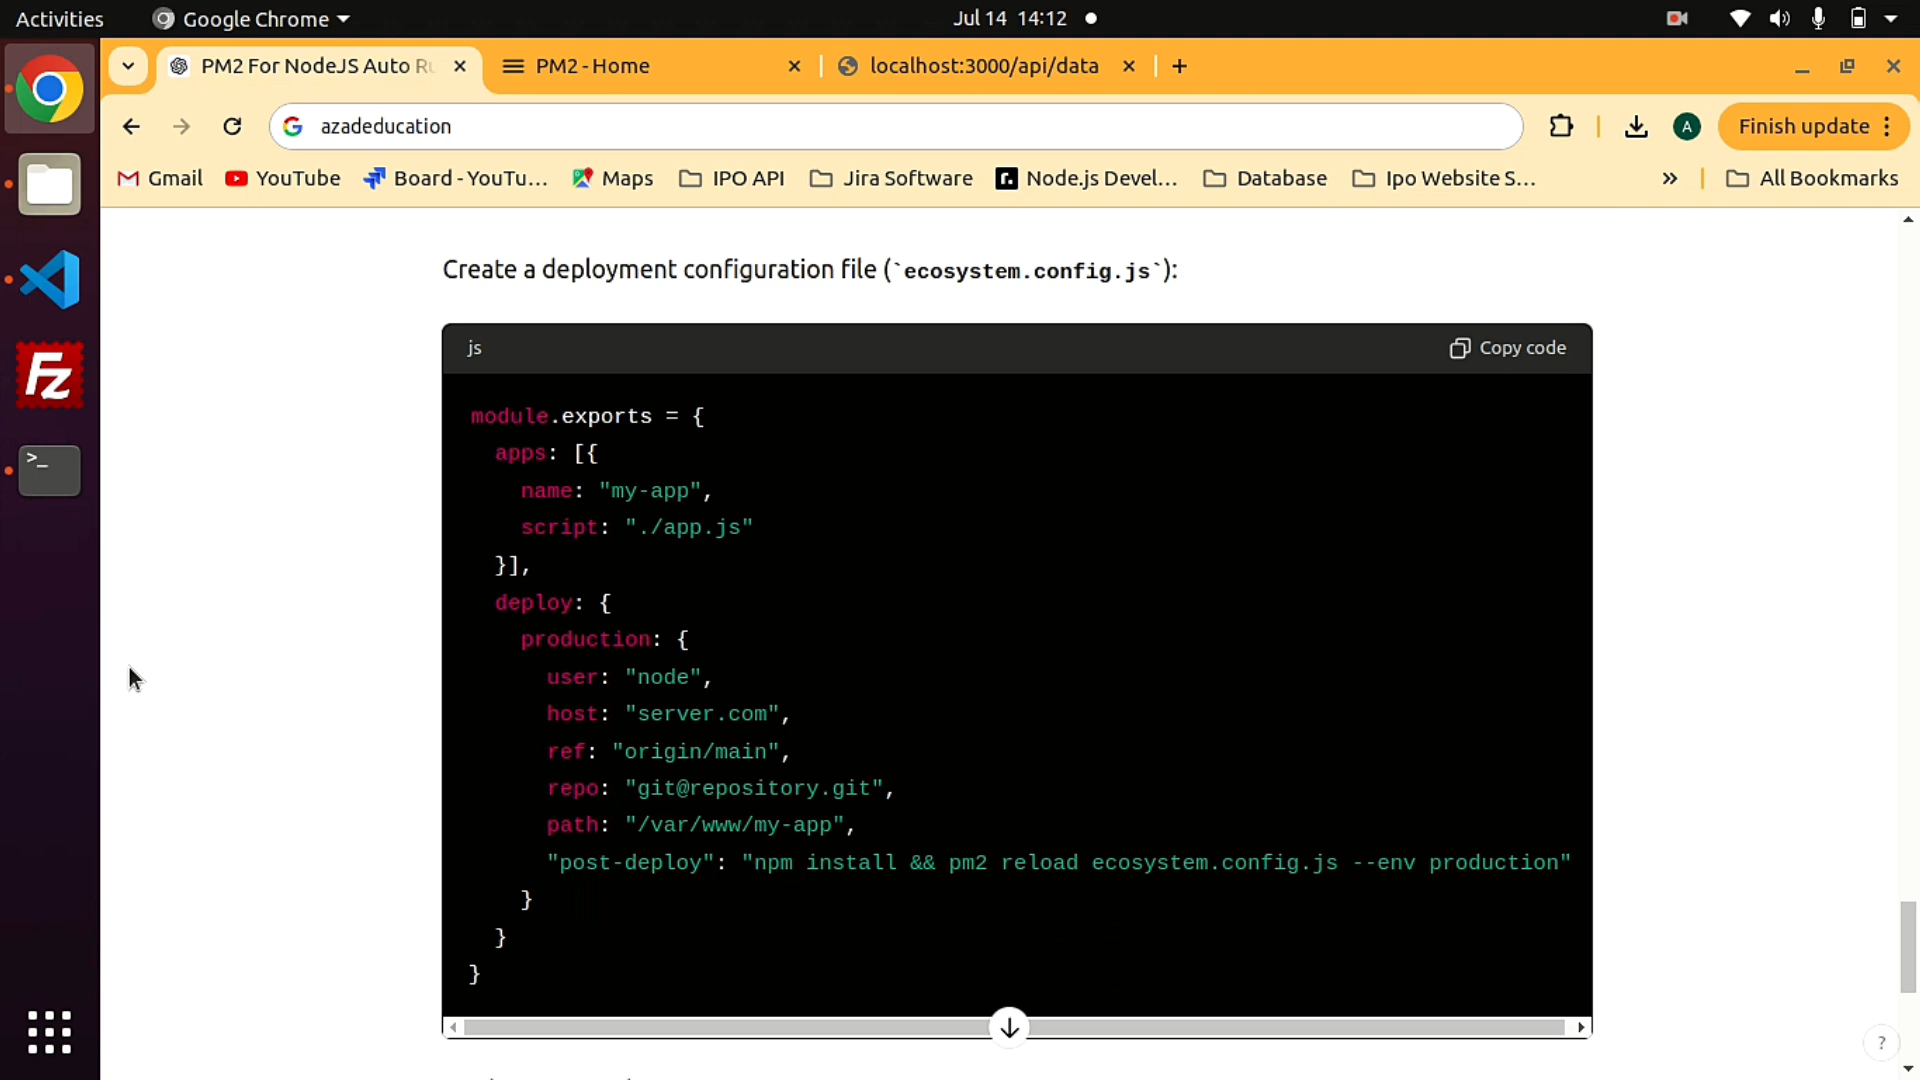 Activities
Google Chrome
Jul 14 14:12
PM2 For NodeJS Auto Ru
PM2 - Home
localhost:3000/api/data
azadeducation
A
Finish update
Gmail
YouTube
Board - YouTu...
Maps
IPO API
Jira Software
Node.js Devel...
Database
Ipo Website S...
»
All Bookmarks
Create a deployment configuration file (`ecosystem.config.js`):
js
Copy code
module.exports = {
apps: [{
name: "my-app",
script: "./app.js"
}],
deploy: {
production: {
user: "node",
host: "server.com",
ref: "origin/main",
repo: "git@repository.git",
path: "/var/www/my-app",
"post-deploy": "npm install && pm2 reload ecosystem.config.js --env production"
}
}
}
?